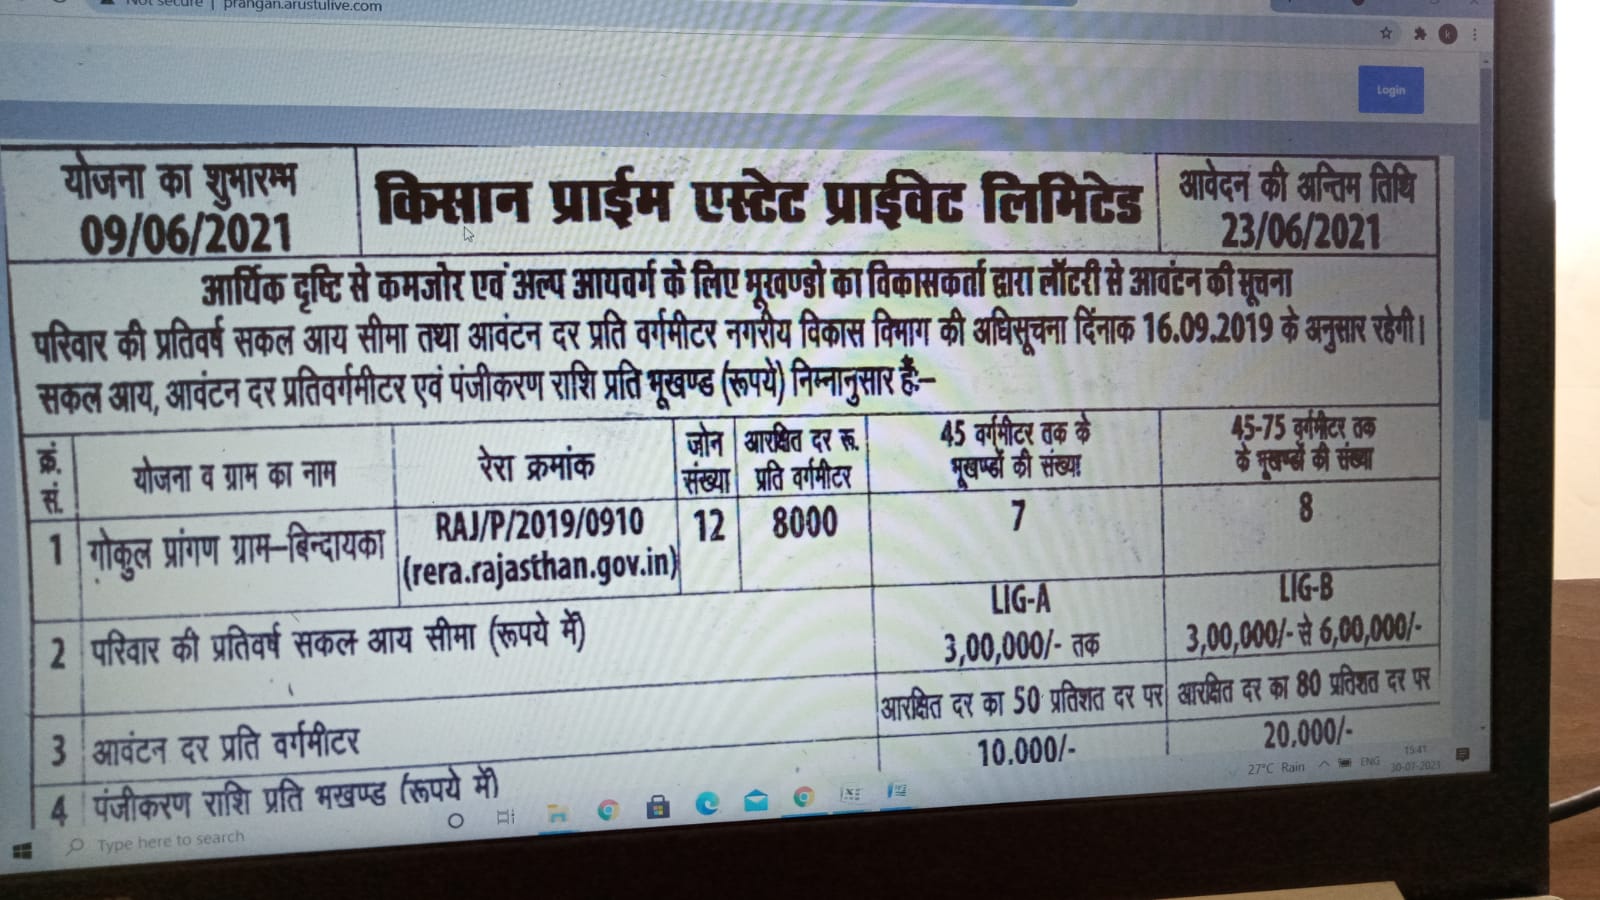 Not secure | prangan.arustulive.com
Login
योजना का शुभारम्भ
09/06/2021
किसान प्राईम एस्टेट प्राईवेट लिमिटेड
आवेदन की अन्तिम तिथि
23/06/2021
आर्थिक दृष्टि से कमजोर एवं अल्प आयवर्ग के लिए भूखण्डो का विकासकर्ता द्वारा लॉटरी से आवंटन की सूचना
परिवार की प्रतिवर्ष सकल आय सीमा तथा आवंटन दर प्रति वर्गमीटर नगरीय विकास विभाग की अधिसूचना दिंनाक 16.09.2019 के अनुसार रहेगी।
सकल आय, आवंटन दर प्रतिवर्गमीटर एवं पंजीकरण राशि प्रति भूखण्ड (रूपये) निम्नानुसार हैं:–
क्रं. सं. योजना व ग्राम का नाम रेरा क्रमांक जोन संख्या आरक्षित दर रू. प्रति वर्गमीटर 45 वर्गमीटर तक के भूखण्डों की संख्या 45-75 वर्गमीटर तक के भूखण्डों की संख्या
1 गोकुल प्रांगण ग्राम–बिन्दायका RAJ/P/2019/0910 12 8000 7 8
(rera.rajasthan.gov.in)
LIG-A LIG-B
2 परिवार की प्रतिवर्ष सकल आय सीमा (रूपये में) 3,00,000/- तक 3,00,000/- से 6,00,000/-
3 आवंटन दर प्रति वर्गमीटर आरक्षित दर का 50 प्रतिशत दर पर आरक्षित दर का 80 प्रतिशत दर पर
4 पंजीकरण राशि प्रति भूखण्ड (रूपये में) 10,000/- 20,000/-
Type here to search
27°C Rain ENG 15:41
30-07-2021